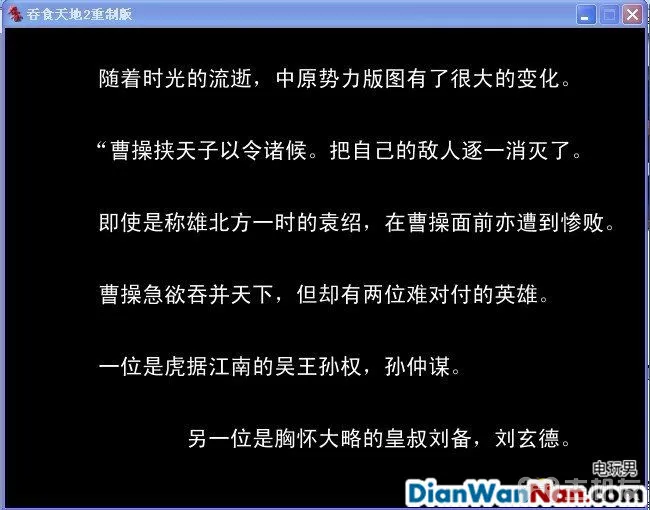 吞食天地2重制版
随着时光的流逝，中原势力版图有了很大的变化。
“曹操挟天子以令诸候。把自己的敌人逐一消灭了。
即使是称雄北方一时的袁绍，在曹操面前亦遭到惨败。
曹操急欲吞并天下，但却有两位难对付的英雄。
一位是虎据江南的吴王孙权，孙仲谋。
另一位是胸怀大略的皇叔刘备，刘玄德。
电玩男
DianWanNan.com